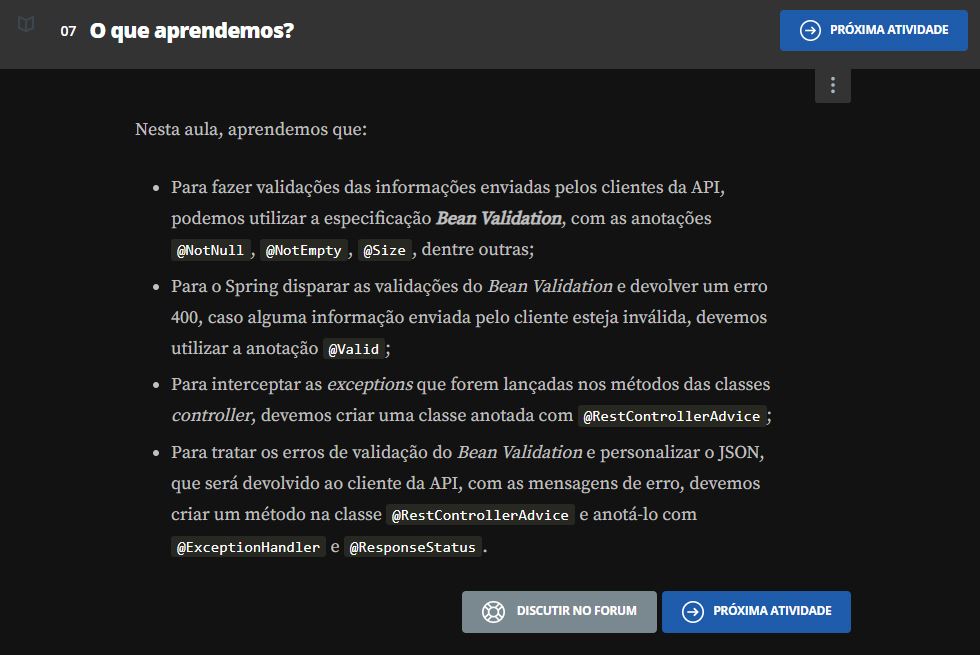 07 O que aprendemos?
PRÓXIMA ATIVIDADE
Nesta aula, aprendemos que:
• Para fazer validações das informações enviadas pelos clientes da API,
podemos utilizar a especificação Bean Validation, com as anotações
@NotNull , @NotEmpty , @Size , dentre outras;
• Para o Spring disparar as validações do Bean Validation e devolver um erro
400, caso alguma informação enviada pelo cliente esteja inválida, devemos
utilizar a anotação @Valid ;
• Para interceptar as exceptions que forem lançadas nos métodos das classes
controller, devemos criar uma classe anotada com @RestControllerAdvice ;
• Para tratar os erros de validação do Bean Validation e personalizar o JSON,
que será devolvido ao cliente da API, com as mensagens de erro, devemos
criar um método na classe @RestControllerAdvice e anotá-lo com
@ExceptionHandler e @ResponseStatus .
DISCUTIR NO FORUM
PRÓXIMA ATIVIDADE